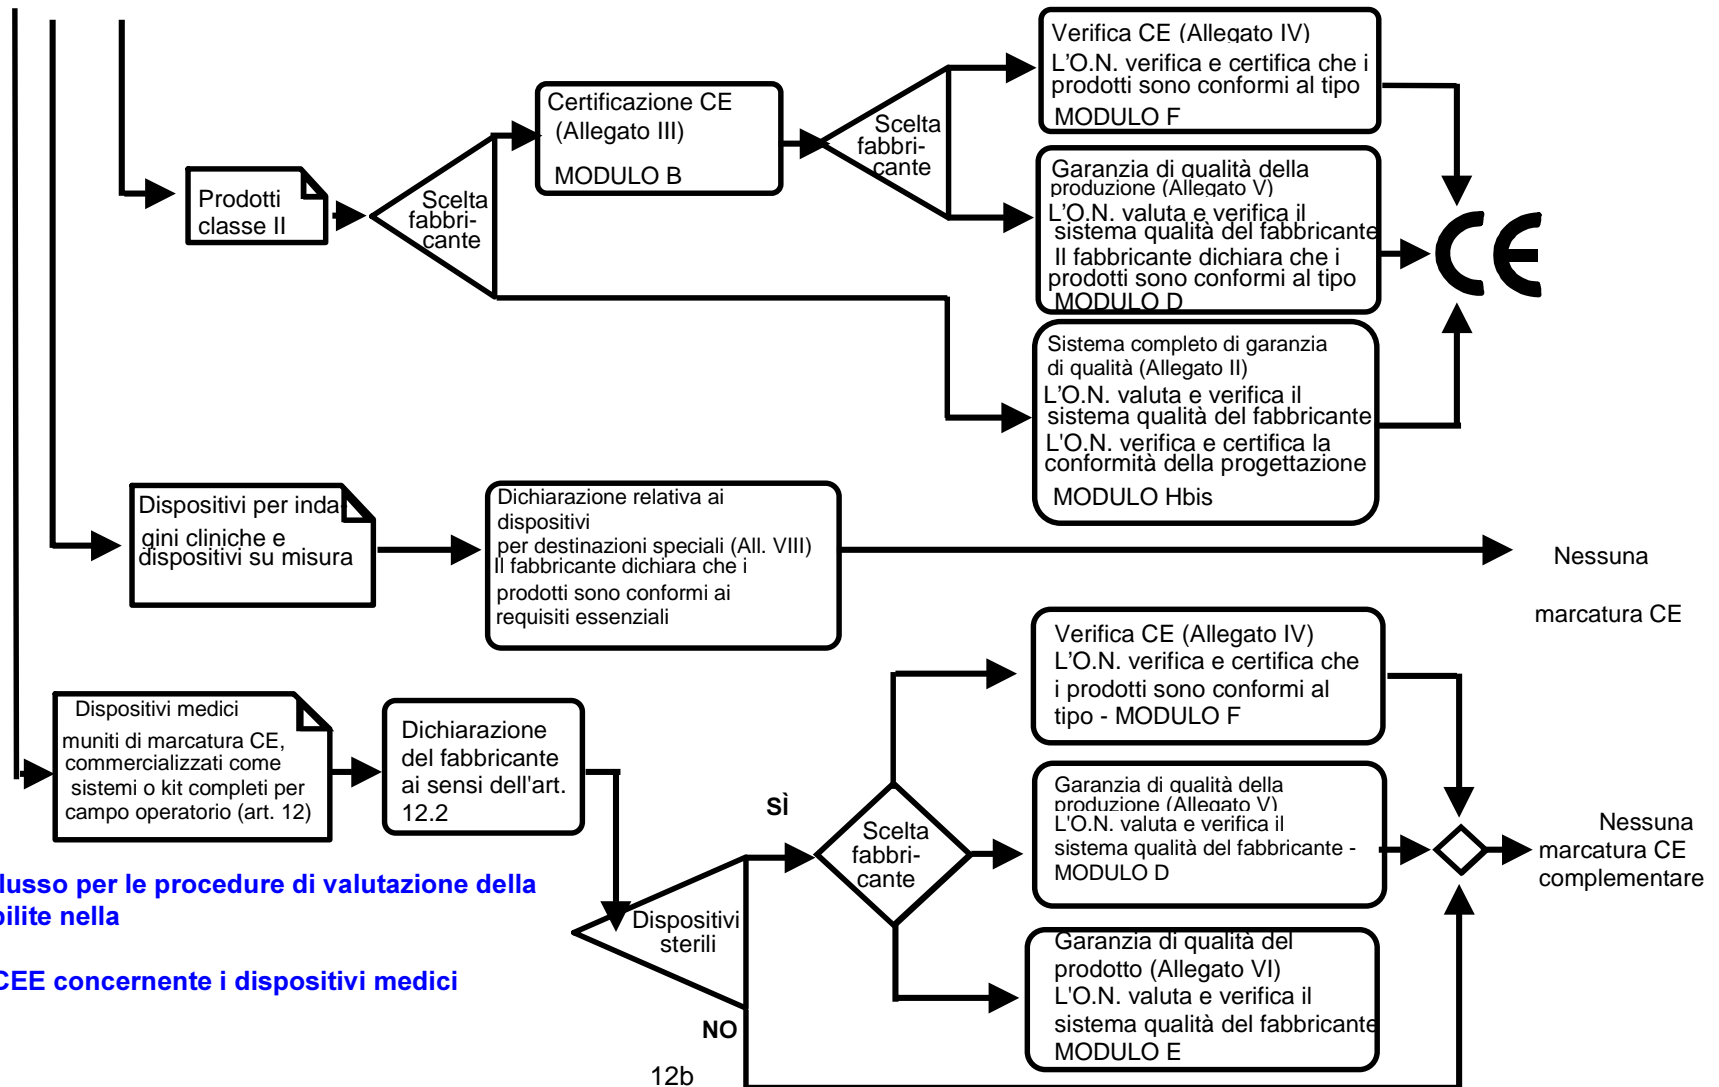 Verifica CE (Allegato IV)
L'O.N. verifica e certifica che i
prodotti sono conformi al tipo
MODULO F
Certificazione CE
(Allegato III)
MODULO B
Scelta
fabbri-
cante
Prodotti
classe II
Scelta
fabbri-
cante
Garanzia di qualità della
produzione (Allegato V)
L'O.N. valuta e verifica il
sistema qualità del fabbricante
Il fabbricante dichiara che i
prodotti sono conformi al tipo
MODULO D
CE
Sistema completo di garanzia
di qualità (Allegato II)
L'O.N. valuta e verifica il
sistema qualità del fabbricante
L'O.N. verifica e certifica la
conformità della progettazione
MODULO Hbis
Dispositivi per inda-
gini cliniche e
dispositivi su misura
Dichiarazione relativa ai
dispositivi
per destinazioni speciali (All. VIII)
Il fabbricante dichiara che i
prodotti sono conformi ai
requisiti essenziali
Nessuna
marcatura CE
Dispositivi medici
muniti di marcatura CE,
commercializzati come
sistemi o kit completi per
campo operatorio (art. 12)
Dichiarazione
del fabbricante
ai sensi dell'art.
12.2
Dispositivi
sterili
SÌ
NO
Scelta
fabbri-
cante
Verifica CE (Allegato IV)
L'O.N. verifica e certifica che
i prodotti sono conformi al
tipo - MODULO F
Garanzia di qualità della
produzione (Allegato V)
L'O.N. valuta e verifica il
sistema qualità del fabbricante -
MODULO D
Garanzia di qualità del
prodotto (Allegato VI)
L'O.N. valuta e verifica il
sistema qualità del fabbricante
MODULO E
Nessuna
marcatura CE
complementare
lusso per le procedure di valutazione della
bilite nella
CEE concernente i dispositivi medici
12b